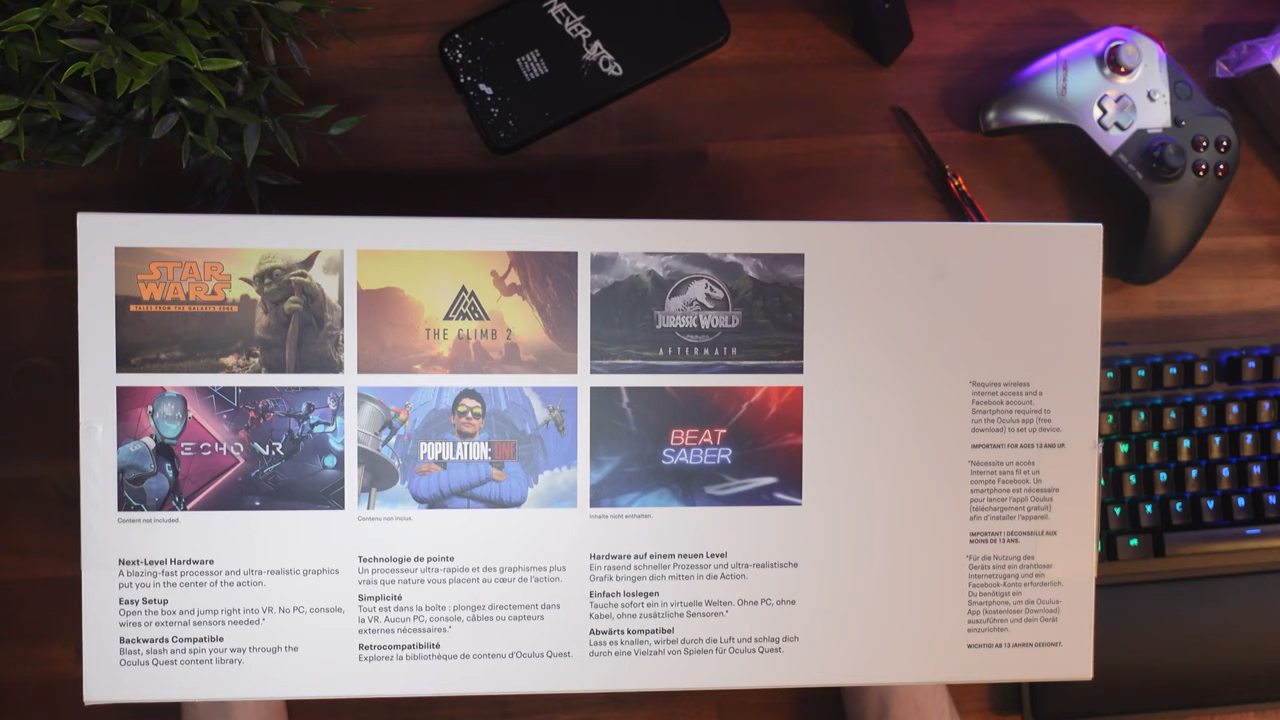 NEVER STOP
STAR
WARS
TALES FROM THE GALAXY'S EDGE
THE CLIMB 2
JURASSIC WORLD
AFTERMATH
ECHO VR
POPULATION: ONE
BEAT
SABER
Content not included.
Contenu non inclus.
Inhalte nicht enthalten.
Next-Level Hardware
A blazing-fast processor and ultra-realistic graphics
put you in the center of the action.
Easy Setup
Open the box and jump right into VR. No PC, console,
wires or external sensors needed.*
Backwards Compatible
Blast, slash and spin your way through the
Oculus Quest content library.
Technologie de pointe
Un processeur ultra-rapide et des graphismes plus
vrais que nature vous placent au cœur de l'action.
Simplicité
Tout est dans la boîte : plongez directement dans
la VR. Aucun PC, console, câbles ou capteurs
externes nécessaires.*
Retrocompatibilité
Explorez la bibliothèque de contenu d'Oculus Quest.
Hardware auf einem neuen Level
Ein rasend schneller Prozessor und ultra-realistische
Grafik bringen dich mitten in die Action.
Einfach loslegen
Tauche sofort ein in virtuelle Welten. Ohne PC, ohne
Kabel, ohne zusätzliche Sensoren.*
Abwärts kompatibel
Lass es knallen, wirbel durch die Luft und schlag dich
durch eine Vielzahl von Spielen für Oculus Quest.
*Requires wireless
internet access and a
Facebook account.
Smartphone required to
run the Oculus app (free
download) to set up device.
IMPORTANT! FOR AGES 13 AND UP.
*Nécessite un accès
Internet sans fil et un
compte Facebook. Un
smartphone est nécessaire
pour lancer l'appli Oculus
(téléchargement gratuit)
afin d'installer l'appareil.
IMPORTANT ! DÉCONSEILLÉ AUX
MOINS DE 13 ANS.
*Für die Nutzung des
Geräts sind ein drahtloser
Internetzugang und ein
Facebook-Konto erforderlich.
Du benötigst ein
Smartphone, um die Oculus-
App (kostenloser Download)
auszuführen und dein Gerät
einzurichten.
WICHTIG! AB 13 JAHREN GEEIGNET.
2 3 4 5 6
W E R T Z
S D F G H
Y X C V B N